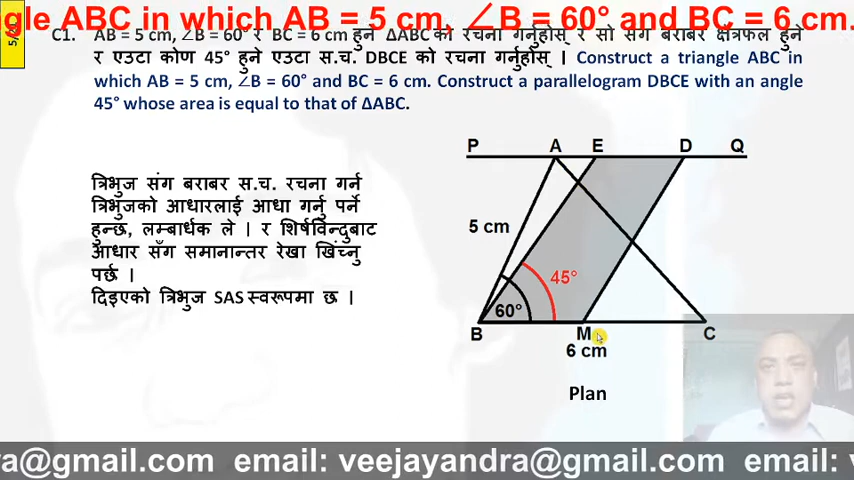 gle ABC in which AB = 5 cm, ∠B = 60° and BC = 6 cm.
C1. AB = 5 cm, ∠B = 60° र BC = 6 cm हुने ΔABC को रचना गर्नुहोस् र सो संग बराबर क्षेत्रफल हुने
र एउटा कोण 45° हुने एउटा स.च. DBCE को रचना गर्नुहोस् । Construct a triangle ABC in
which AB = 5 cm, ∠B = 60° and BC = 6 cm. Construct a parallelogram DBCE with an angle
45° whose area is equal to that of ΔABC.
P A E D Q
त्रिभुज संग बराबर स.च. रचना गर्न
त्रिभुजको आधारलाई आधा गर्नु पर्ने
हुन्छ, लम्बार्धक ले । र शिर्षविन्दुबाट
आधार सँग समानान्तर रेखा खिंच्नु
पर्छ ।
दिइएको त्रिभुज SAS स्वरूपमा छ ।
5 cm
45°
60°
B M C
6 cm
Plan
ra@gmail.com email: veejayandra@gmail.com email: